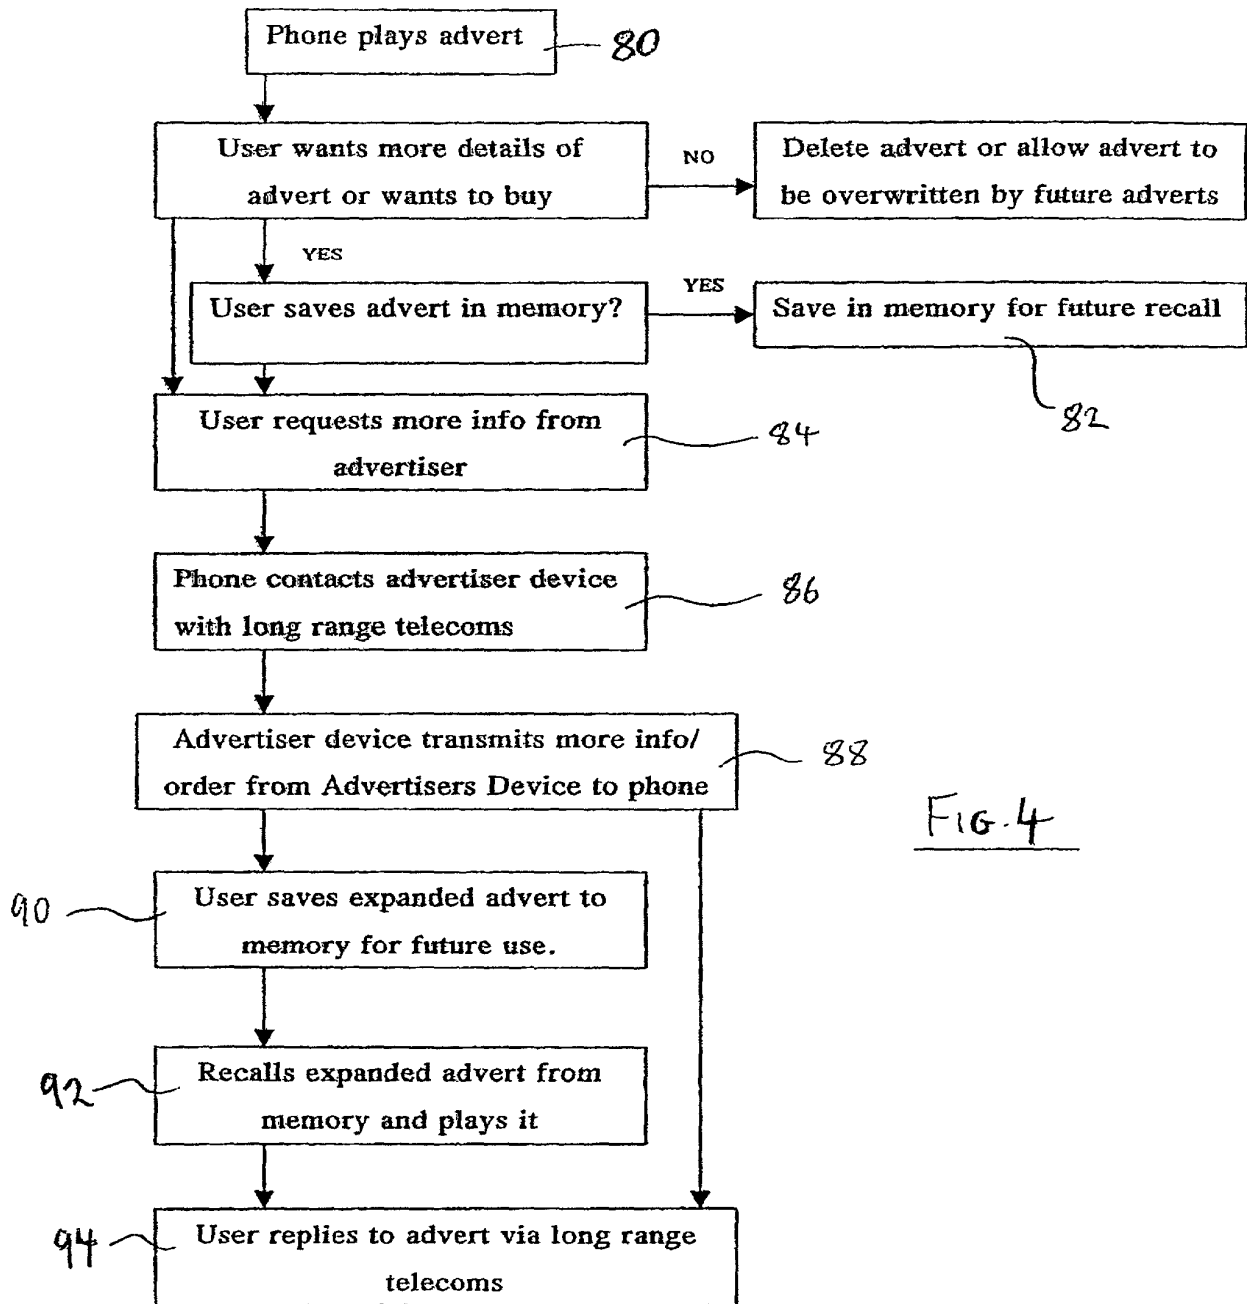 Phone plays advert
80
User wants more details of
advert or wants to buy
NO
Delete advert or allow advert to
be overwritten by future adverts
YES
User saves advert in memory?
YES
Save in memory for future recall
82
User requests more info from
advertiser
84
Phone contacts advertiser device
with long range telecoms
86
Advertiser device transmits more info/
order from Advertisers Device to phone
88
FIG. 4
90
User saves expanded advert to
memory for future use.
92
Recalls expanded advert from
memory and plays it
94
User replies to advert via long range
telecoms